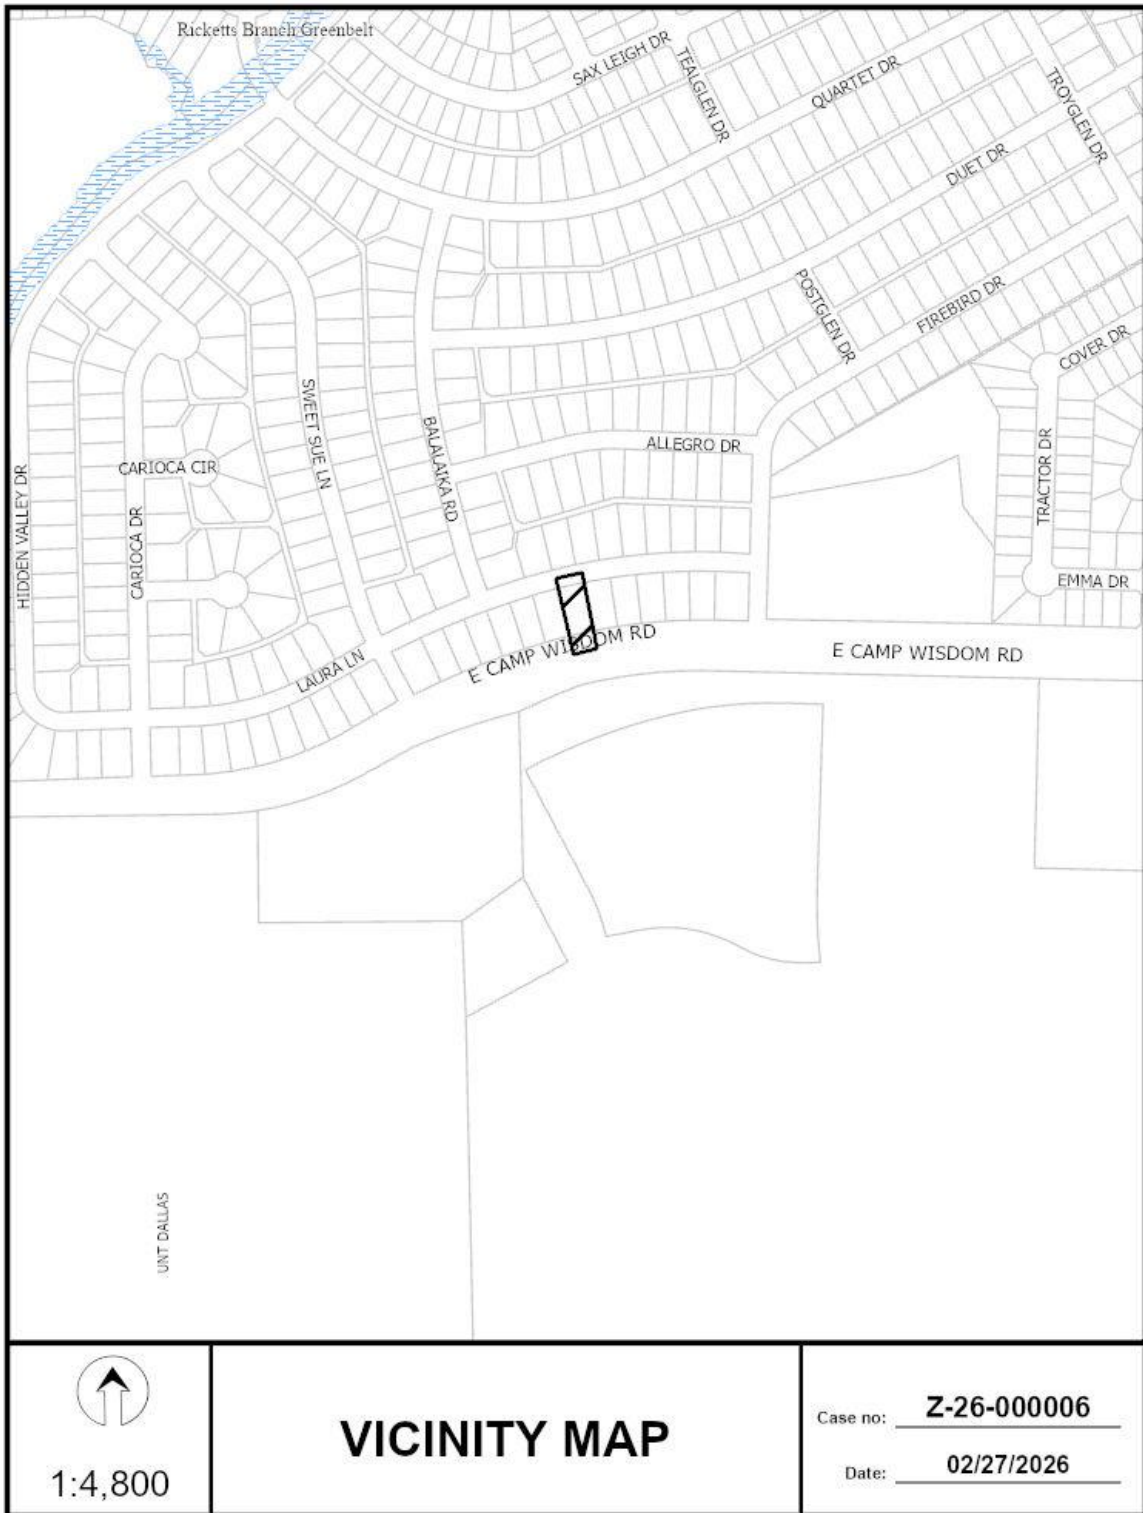 Ricketts Branch Greenbelt
SAX LEIGH DR
TEALGLEN DR
QUARTET DR
TROYGLEN DR
DUET DR
POSTGLEN DR
FIREBIRD DR
COVER DR
SWEET SUE LN
BALALAIKA RD
ALLEGRO DR
TRACTOR DR
CARIOCA CIR
HIDDEN VALLEY DR
CARIOCA DR
EMMA DR
LAURA LN
E CAMP WISDOM RD
E CAMP WISDOM RD
UNT DALLAS
1:4,800
VICINITY MAP
Case no: Z-26-000006
Date: 02/27/2026